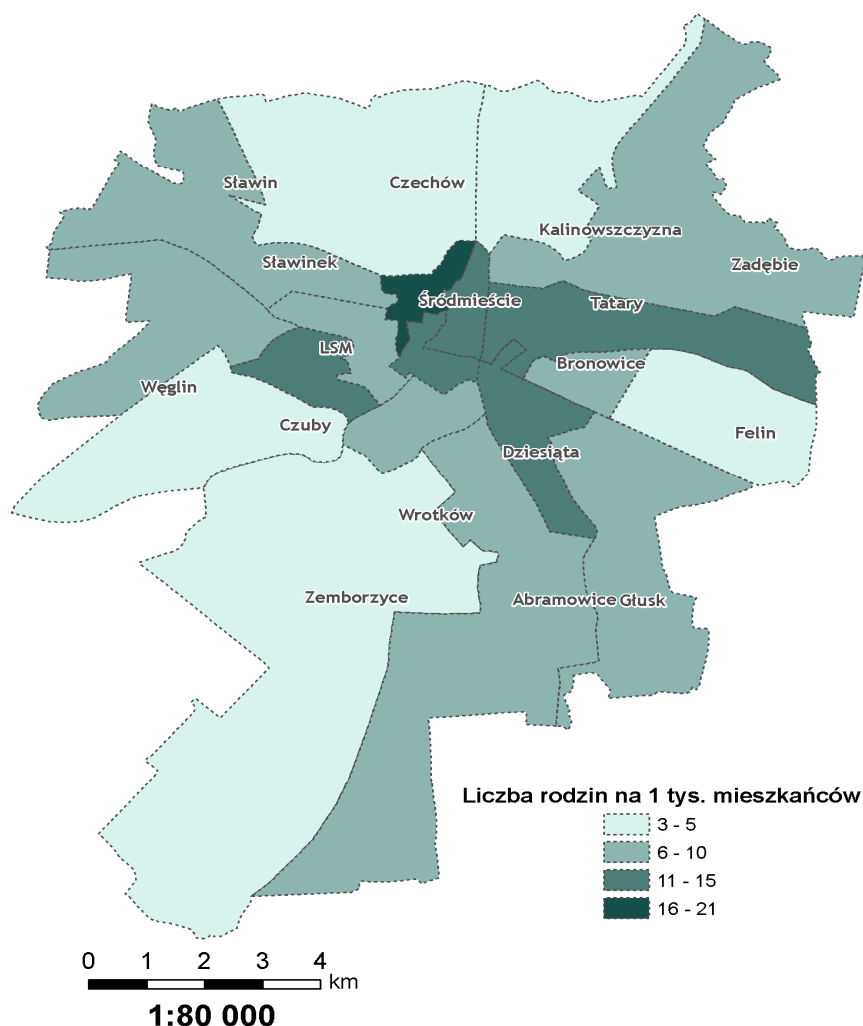 Sławin
Czechów
Kalinowszczyzna
Sławinek
Zadębie
Śródmieście
Tatary
LSM
Bronowice
Węglin
Czuby
Felin
Dziesiąta
Wrotków
Zemborzyce
Abramowice
Głusk
Liczba rodzin na 1 tys. mieszkańców
3 - 5
6 - 10
11 - 15
16 - 21
0 1 2 3 4
km
1:80 000